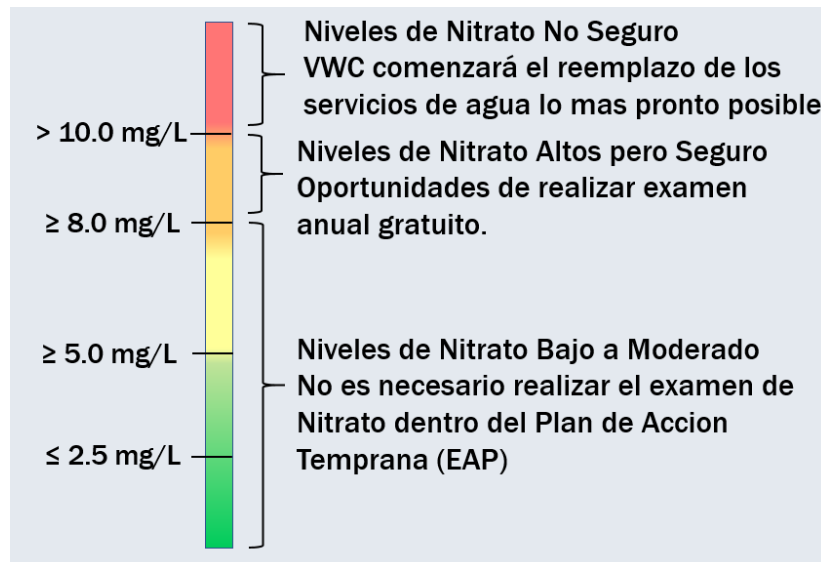 Niveles de Nitrato No Seguro
VWC comenzará el reemplazo de los
servicios de agua lo mas pronto posible
> 10.0 mg/L
Niveles de Nitrato Altos pero Seguro
Oportunidades de realizar examen
anual gratuito.
≥ 8.0 mg/L
≥ 5.0 mg/L
Niveles de Nitrato Bajo a Moderado
No es necesario realizar el examen de
Nitrato dentro del Plan de Accion
Temprana (EAP)
≤ 2.5 mg/L